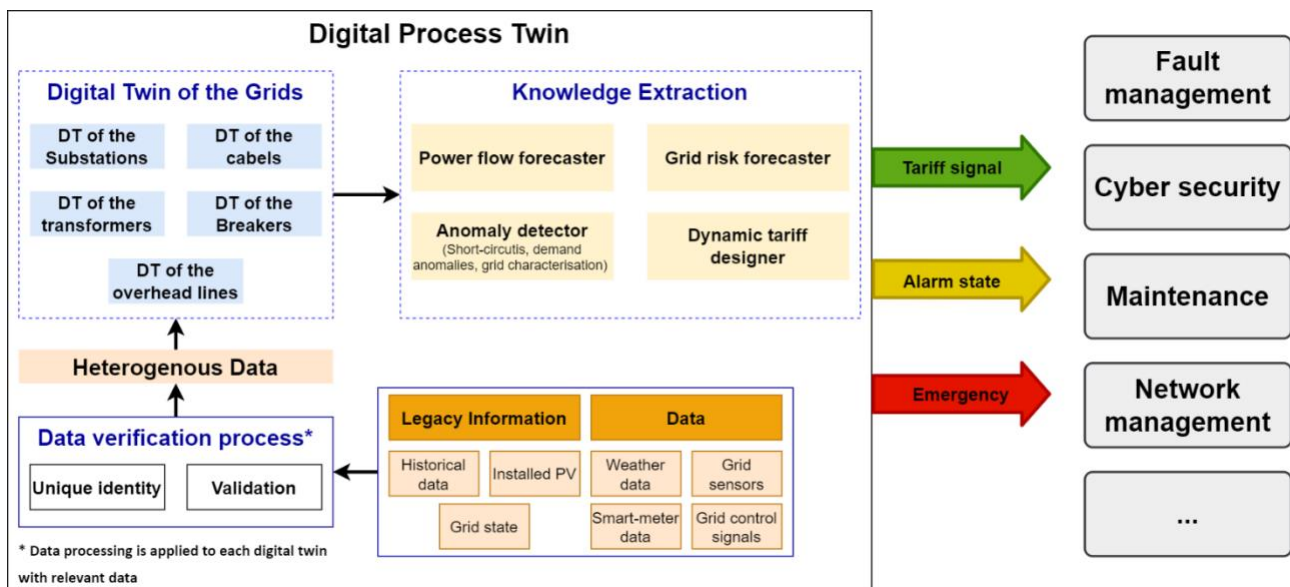 Digital Process Twin
Digital Twin of the Grids
DT of the
Substations
DT of the
cabels
DT of the
transformers
DT of the
Breakers
DT of the
overhead lines
Knowledge Extraction
Power flow forecaster
Grid risk forecaster
Anomaly detector
(Short-circutis, demand
anomalies, grid characterisation)
Dynamic tariff
designer
Heterogenous Data
Data verification process*
Unique identity
Validation
* Data processing is applied to each digital twin
with relevant data
Legacy Information
Data
Historical
data
Installed PV
Grid state
Weather
data
Grid
sensors
Smart-meter
data
Grid control
signals
Tariff signal
Alarm state
Emergency
Fault
management
Cyber security
Maintenance
Network
management
...